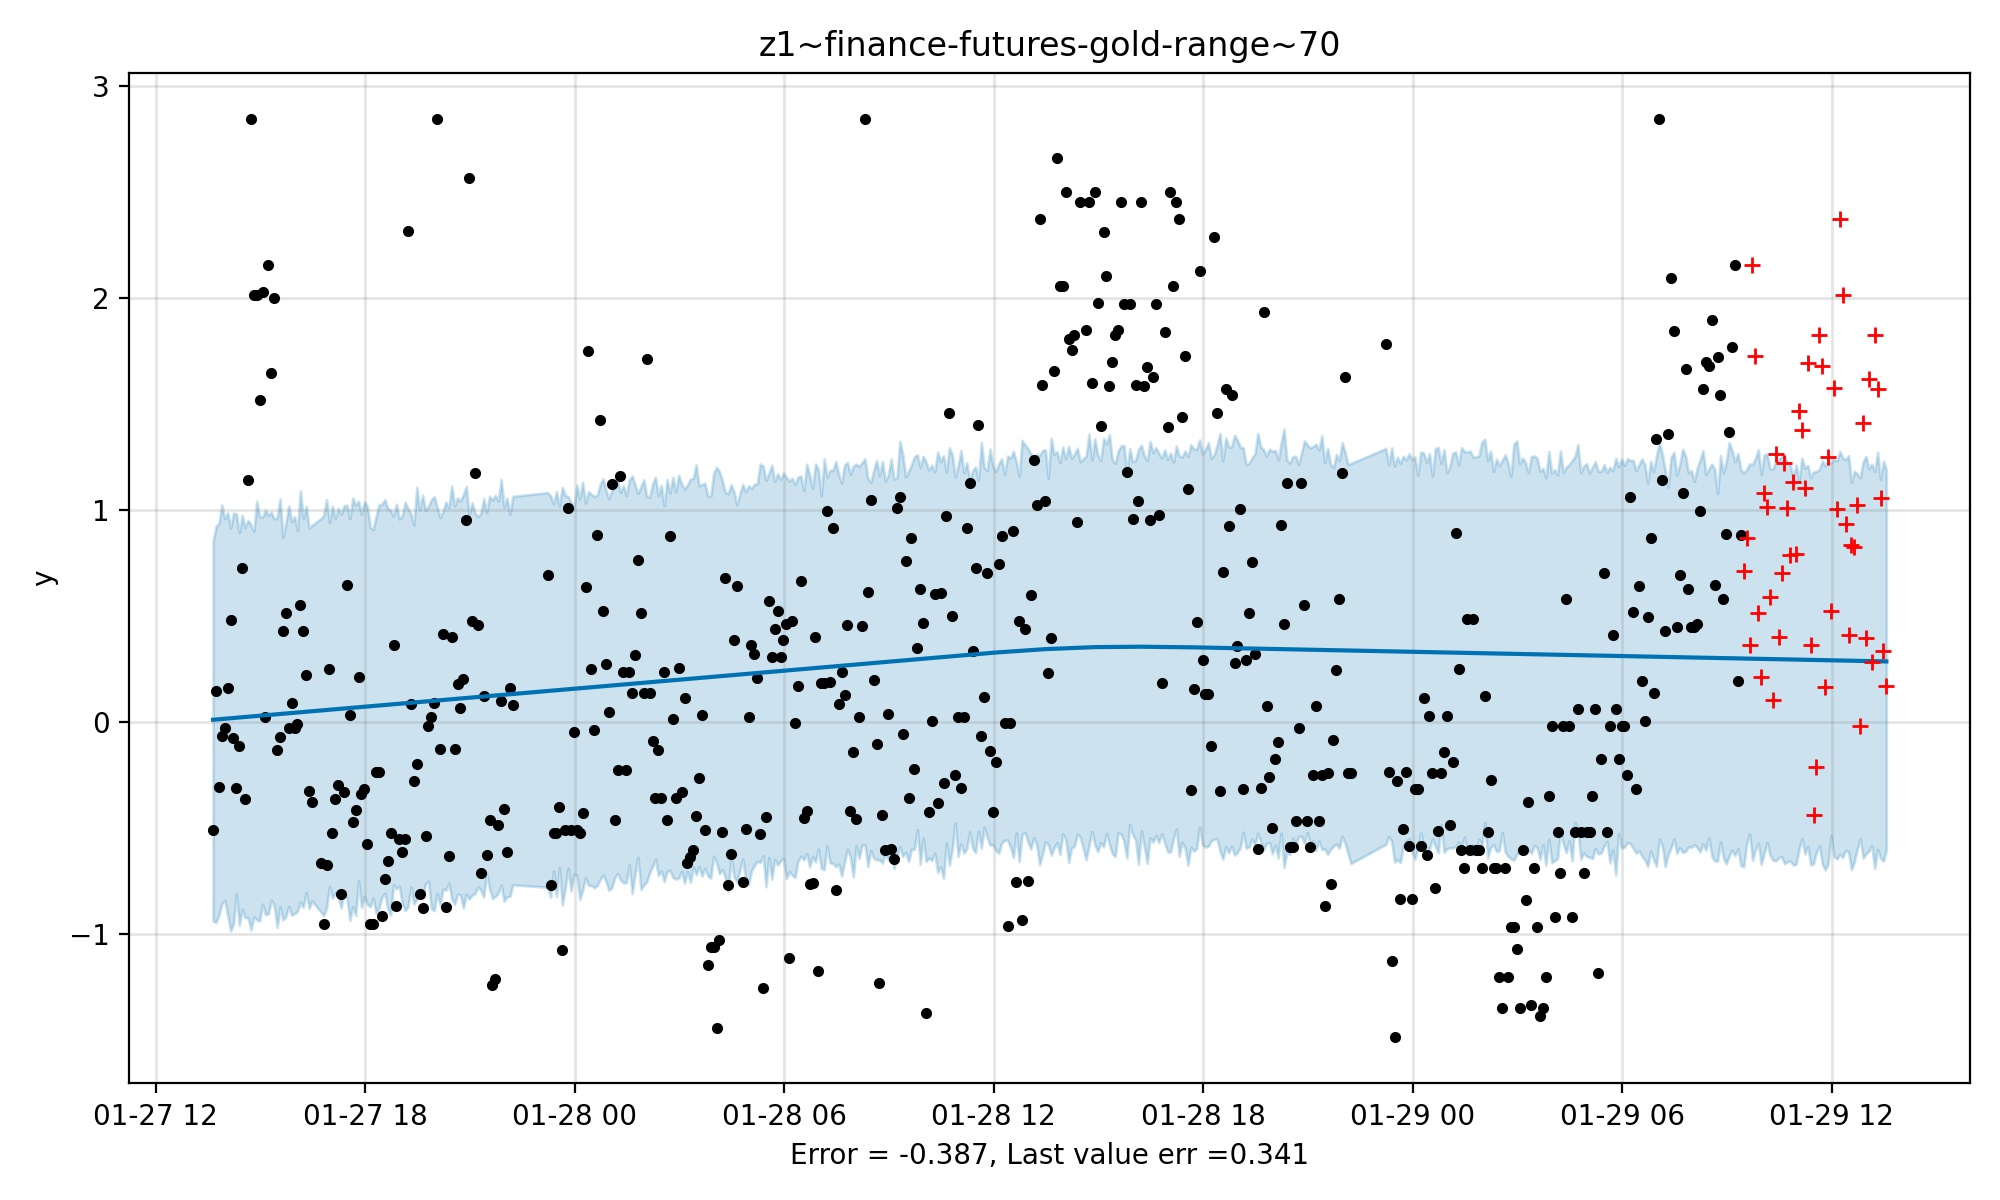 z1~finance-futures-gold-range~70
3
2
1
0
−1
y
01-27 12 01-27 18 01-28 00 01-28 06 01-28 12 01-28 18 01-29 00 01-29 06 01-29 12
Error = -0.387, Last value err =0.341